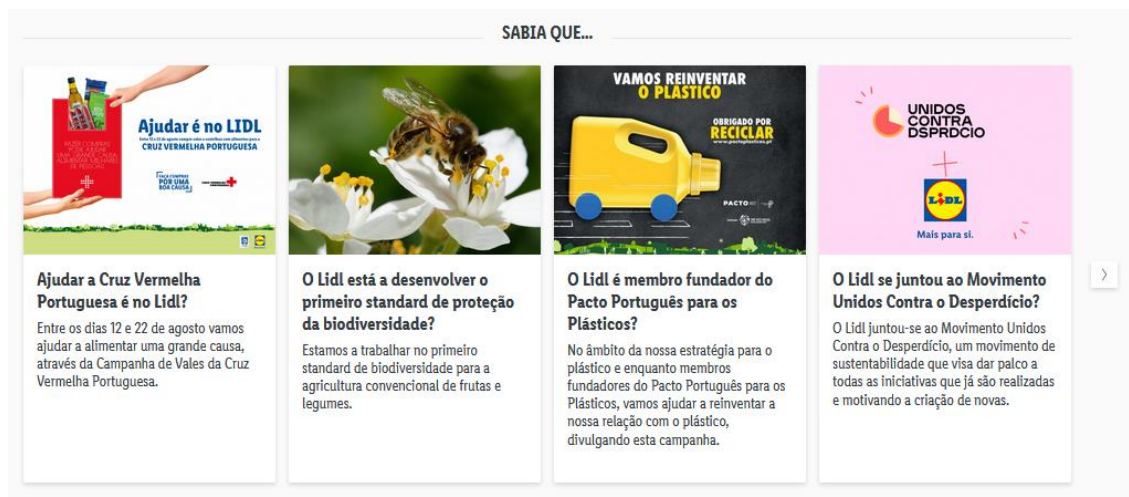 SABIA QUE...
Ajudar é no LIDL
CRUZ VERMELHA PORTUGUESA
FAÇA COMPRAS
POR UMA
BOA CAUSA
Ajudar a Cruz Vermelha
Portuguesa é no Lidl?
Entre os dias 12 e 22 de agosto vamos
ajudar a alimentar uma grande causa,
através da Campanha de Vales da Cruz
Vermelha Portuguesa.
O Lidl está a desenvolver o
primeiro standard de proteção
da biodiversidade?
Estamos a trabalhar no primeiro
standard de biodiversidade para a
agricultura convencional de frutas e
legumes.
VAMOS REINVENTAR
O PLÁSTICO
OBRIGADO POR
RECICLAR
www.pactoplasticos.pt
PACTO
O Lidl é membro fundador do
Pacto Português para os
Plásticos?
No âmbito da nossa estratégia para o
plástico e enquanto membros
fundadores do Pacto Português para os
Plásticos, vamos ajudar a reinventar a
nossa relação com o plástico,
divulgando esta campanha.
UNIDOS
CONTRA
DSPRDCIO
LIDL
Mais para si.
O Lidl se juntou ao Movimento
Unidos Contra o Desperdício?
O Lidl juntou-se ao Movimento Unidos
Contra o Desperdício, um movimento de
sustentabilidade que visa dar palco a
todas as iniciativas que já são realizadas
e motivando a criação de novas.